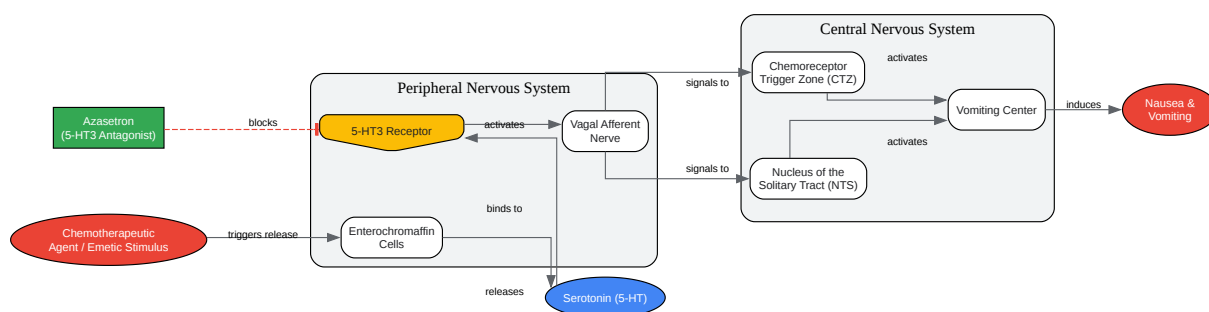 Central Nervous System
Chemoreceptor
Trigger Zone (CTZ)
activates
Peripheral Nervous System
signals to
Azasetron
(5-HT3 Antagonist)
blocks
5-HT3 Receptor
activates
Vagal Afferent
Nerve
Vomiting Center
induces
Nausea &
Vomiting
activates
signals to
Nucleus of the
Solitary Tract (NTS)
binds to
Chemotherapeutic
Agent / Emetic Stimulus
triggers release
Enterochromaffin
Cells
releases
Serotonin (5-HT)